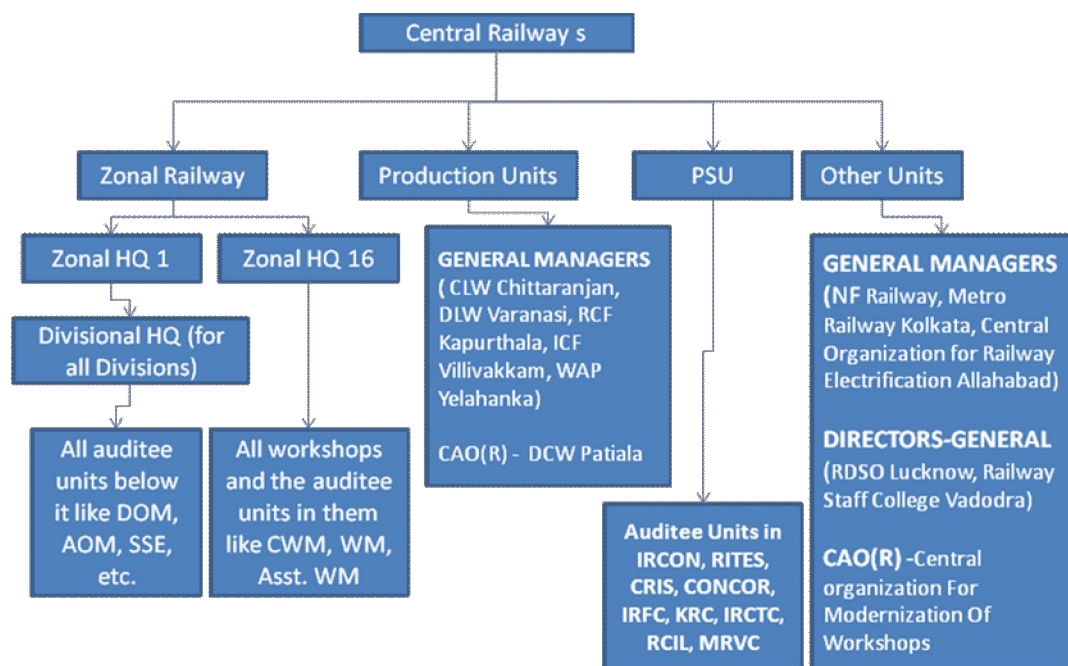 Central Railway s
Zonal Railway
Production Units
PSU
Other Units
Zonal HQ 1
Zonal HQ 16
Divisional HQ (for
all Divisions)
All auditee
units below
it like DOM,
AOM, SSE,
etc.
All workshops
and the auditee
units in them
like CWM, WM,
Asst. WM
GENERAL MANAGERS
( CLW Chittaranjan,
DLW Varanasi, RCF
Kapurthala, ICF
Villivakkam, WAP
Yelahanka)
CAO(R) - DCW Patiala
Auditee Units in
IRCON, RITES,
CRIS, CONCOR,
IRFC, KRC, IRCTC,
RCIL, MRVC
GENERAL MANAGERS
(NF Railway, Metro
Railway Kolkata, Central
Organization for Railway
Electrification Allahabad)
DIRECTORS-GENERAL
(RDSO Lucknow, Railway
Staff College Vadodra)
CAO(R) -Central
organization For
Modernization Of
Workshops